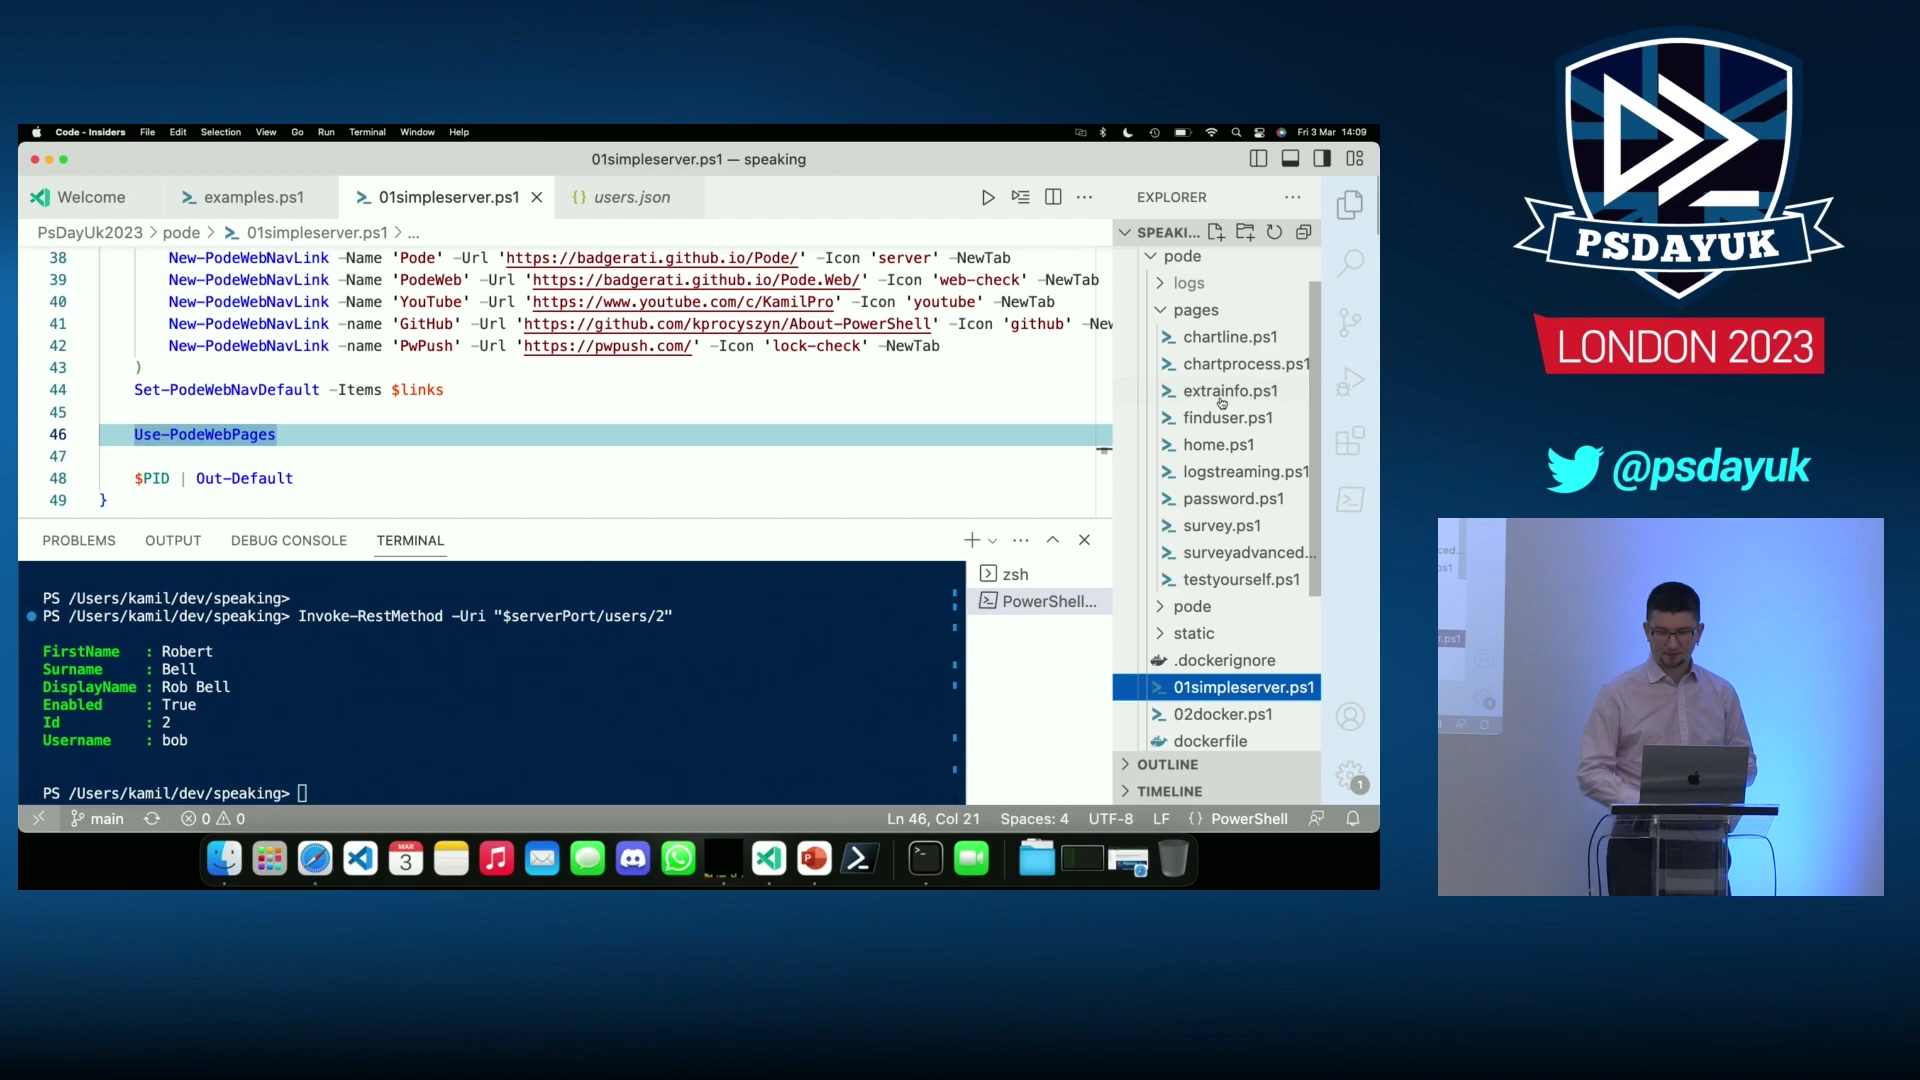 Code - Insiders File Edit Selection View Go Run Terminal Window Help
Fri 3 Mar 14:09
01simpleserver.ps1 — speaking
Welcome
examples.ps1
01simpleserver.ps1
{} users.json
PsDayUk2023 > pode > 01simpleserver.ps1 > ...
38 New-PodeWebNavLink -Name 'Pode' -Url 'https://badgerati.github.io/Pode/' -Icon 'server' -NewTab
39 New-PodeWebNavLink -Name 'PodeWeb' -Url 'https://badgerati.github.io/Pode.Web/' -Icon 'web-check' -NewTab
40 New-PodeWebNavLink -Name 'YouTube' -Url 'https://www.youtube.com/c/KamilPro' -Icon 'youtube' -NewTab
41 New-PodeWebNavLink -name 'GitHub' -Url 'https://github.com/kprocyszyn/About-PowerShell' -Icon 'github' -New
42 New-PodeWebNavLink -name 'PwPush' -Url 'https://pwpush.com/' -Icon 'lock-check' -NewTab
43 )
44 Set-PodeWebNavDefault -Items $links
45
46 Use-PodeWebPages
47
48 $PID | Out-Default
49 }
PROBLEMS OUTPUT DEBUG CONSOLE TERMINAL
PS /Users/kamil/dev/speaking>
PS /Users/kamil/dev/speaking> Invoke-RestMethod -Uri "$serverPort/users/2"
FirstName : Robert
Surname : Bell
DisplayName : Rob Bell
Enabled : True
Id : 2
Username : bob
PS /Users/kamil/dev/speaking>
zsh
PowerShell...
EXPLORER
SPEAKI...
pode
logs
pages
chartline.ps1
chartprocess.ps1
extrainfo.ps1
finduser.ps1
home.ps1
logstreaming.ps1
password.ps1
survey.ps1
surveyadvanced...
testyourself.ps1
pode
static
.dockerignore
01simpleserver.ps1
02docker.ps1
dockerfile
OUTLINE
TIMELINE
1
main 0 0
Ln 46, Col 21 Spaces: 4 UTF-8 LF {} PowerShell
MAR
3
PSDAYUK
LONDON 2023
@psdayuk
ced...
r.ps1